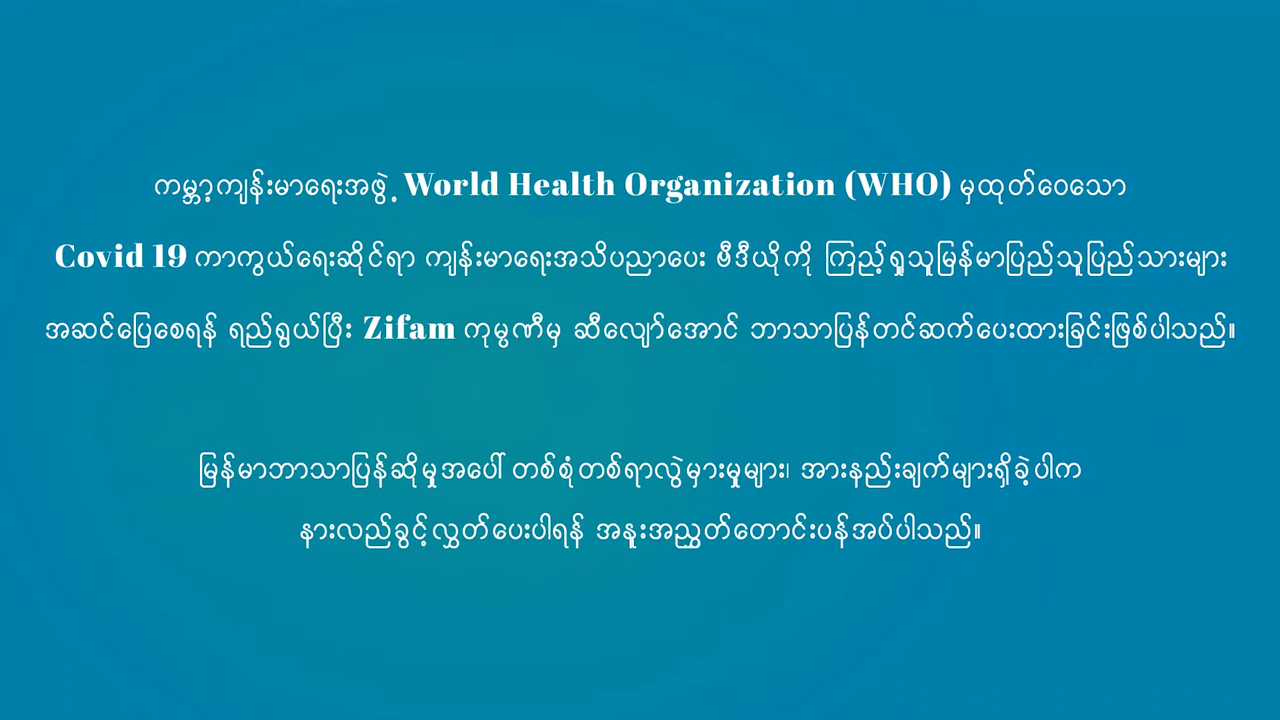 ကမ္ဘာ့ကျန်းမာရေးအဖွဲ့ World Health Organization (WHO) မှထုတ်ဝေသော
Covid 19 ကာကွယ်ရေးဆိုင်ရာ ကျန်းမာရေးအသိပညာပေး ဗီဒီယိုကို ကြည့်ရှုသူမြန်မာပြည်သူပြည်သားများ
အဆင်ပြေစေရန် ရည်ရွယ်ပြီး Zifam ကုမ္ပဏီမှ ဆီလျော်အောင် ဘာသာပြန်တင်ဆက်ပေးထားခြင်းဖြစ်ပါသည်။
မြန်မာဘာသာပြန်ဆိုမှုအပေါ် တစ်စုံတစ်ရာလွဲမှားမှုများ၊ အားနည်းချက်များရှိခဲ့ပါက
နားလည်ခွင့်လွှတ်ပေးပါရန် အနူးအညွှတ်တောင်းပန်အပ်ပါသည်။